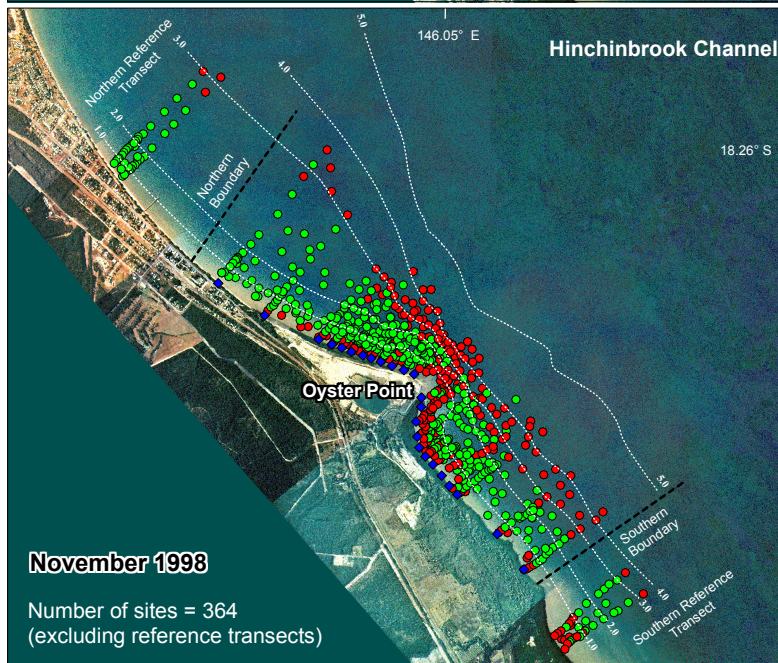 146.05° E
Hinchinbrook Channel
18.26° S
5.0
4.0
3.0
2.0
1.0
Northern Reference
Transect
Northern
Boundary
Oyster Point
5.0
Southern
Boundary
4.0
3.0
2.0
1.0
Southern Reference
Transect
November 1998
Number of sites = 364
(excluding reference transects)